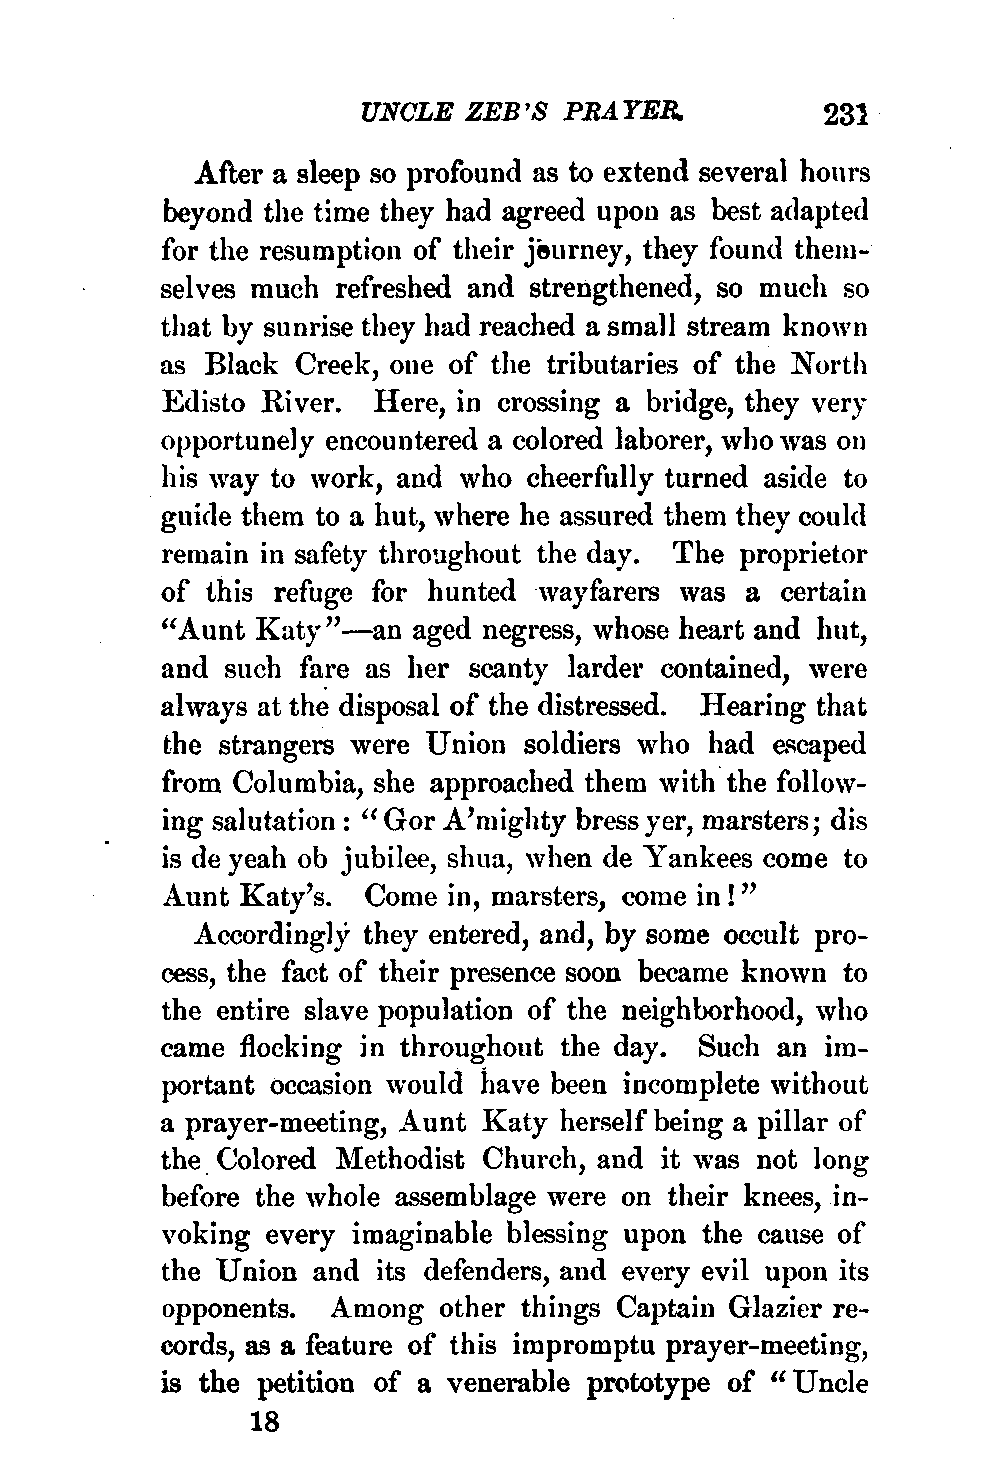 UNCLE ZEB'S PRAYER. 231
After a sleep so profound as to extend several hours
beyond the time they had agreed upon as best adapted
for the resumption of their journey, they found them-
selves much refreshed and strengthened, so much so
that by sunrise they had reached a small stream known
as Black Creek, one of the tributaries of the North
Edisto River. Here, in crossing a bridge, they very
opportunely encountered a colored laborer, who was on
his way to work, and who cheerfully turned aside to
guide them to a hut, where he assured them they could
remain in safety throughout the day. The proprietor
of this refuge for hunted wayfarers was a certain
"Aunt Katy"—an aged negress, whose heart and hut,
and such fare as her scanty larder contained, were
always at the disposal of the distressed. Hearing that
the strangers were Union soldiers who had escaped
from Columbia, she approached them with the follow-
ing salutation: "Gor A'mighty bress yer, marsters; dis
is de yeah ob jubilee, shua, when de Yankees come to
Aunt Katy's. Come in, marsters, come in!"
Accordingly they entered, and, by some occult pro-
cess, the fact of their presence soon became known to
the entire slave population of the neighborhood, who
came flocking in throughout the day. Such an im-
portant occasion would have been incomplete without
a prayer-meeting, Aunt Katy herself being a pillar of
the Colored Methodist Church, and it was not long
before the whole assemblage were on their knees, in-
voking every imaginable blessing upon the cause of
the Union and its defenders, and every evil upon its
opponents. Among other things Captain Glazier re-
cords, as a feature of this impromptu prayer-meeting,
is the petition of a venerable prototype of "Uncle
18